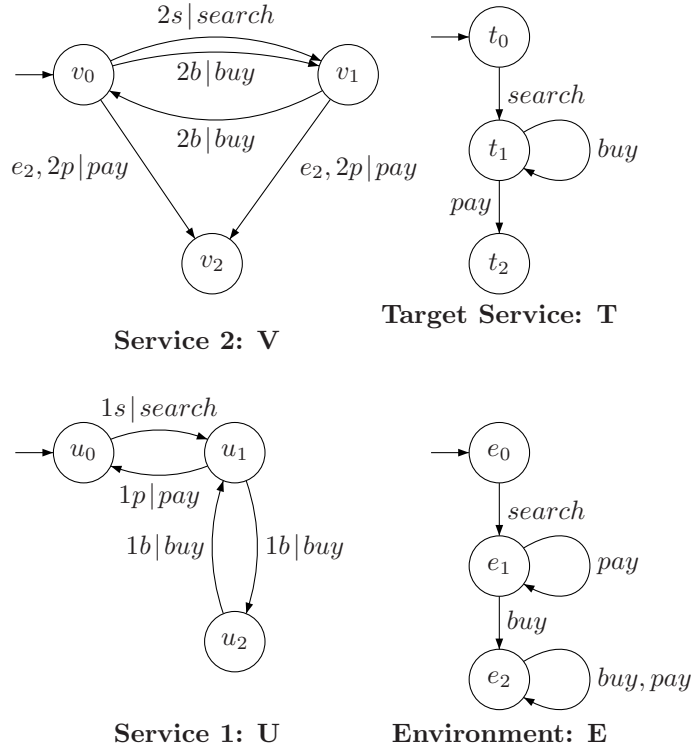 2s|search
v0
v1
2b|buy
2b|buy
e2, 2p|pay
e2, 2p|pay
v2
Service 2: V
t0
search
t1
buy
pay
t2
Target Service: T
1s|search
u0
u1
1p|pay
1b|buy
1b|buy
u2
Service 1: U
e0
search
e1
pay
buy
e2
buy, pay
Environment: E